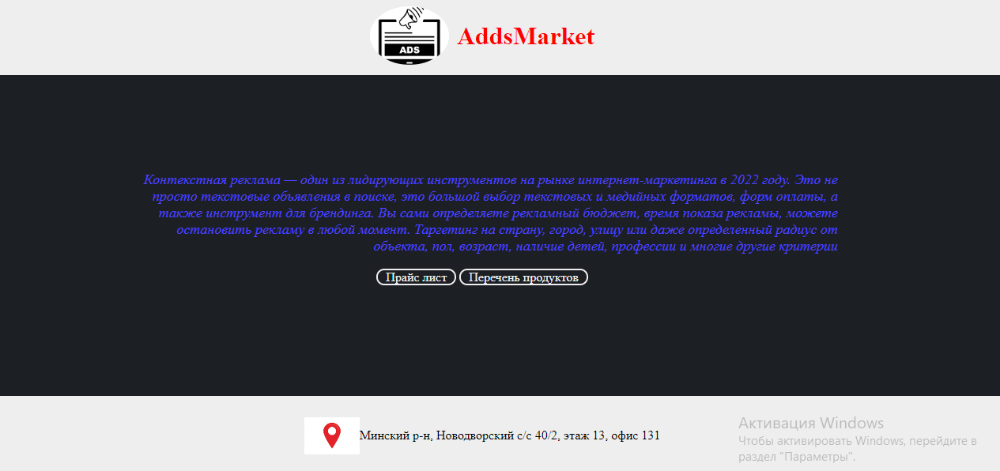 ADS
AddsMarket
Контекстная реклама — один из лидирующих инструментов на рынке интернет-маркетинга в 2022 году. Это не
просто текстовые объявления в поиске, это большой выбор текстовых и медийных форматов, форм оплаты, а
также инструмент для брендинга. Вы сами определяете рекламный бюджет, время показа рекламы, можете
остановить рекламу в любой момент. Таргетинг на страну, город, улицу или даже определенный радиус от
объекта, пол, возраст, наличие детей, профессии и многие другие критерии
Прайс лист Перечень продуктов
Минский р-н, Новодворский с/с 40/2, этаж 13, офис 131
Активация Windows
Чтобы активировать Windows, перейдите в
раздел "Параметры".